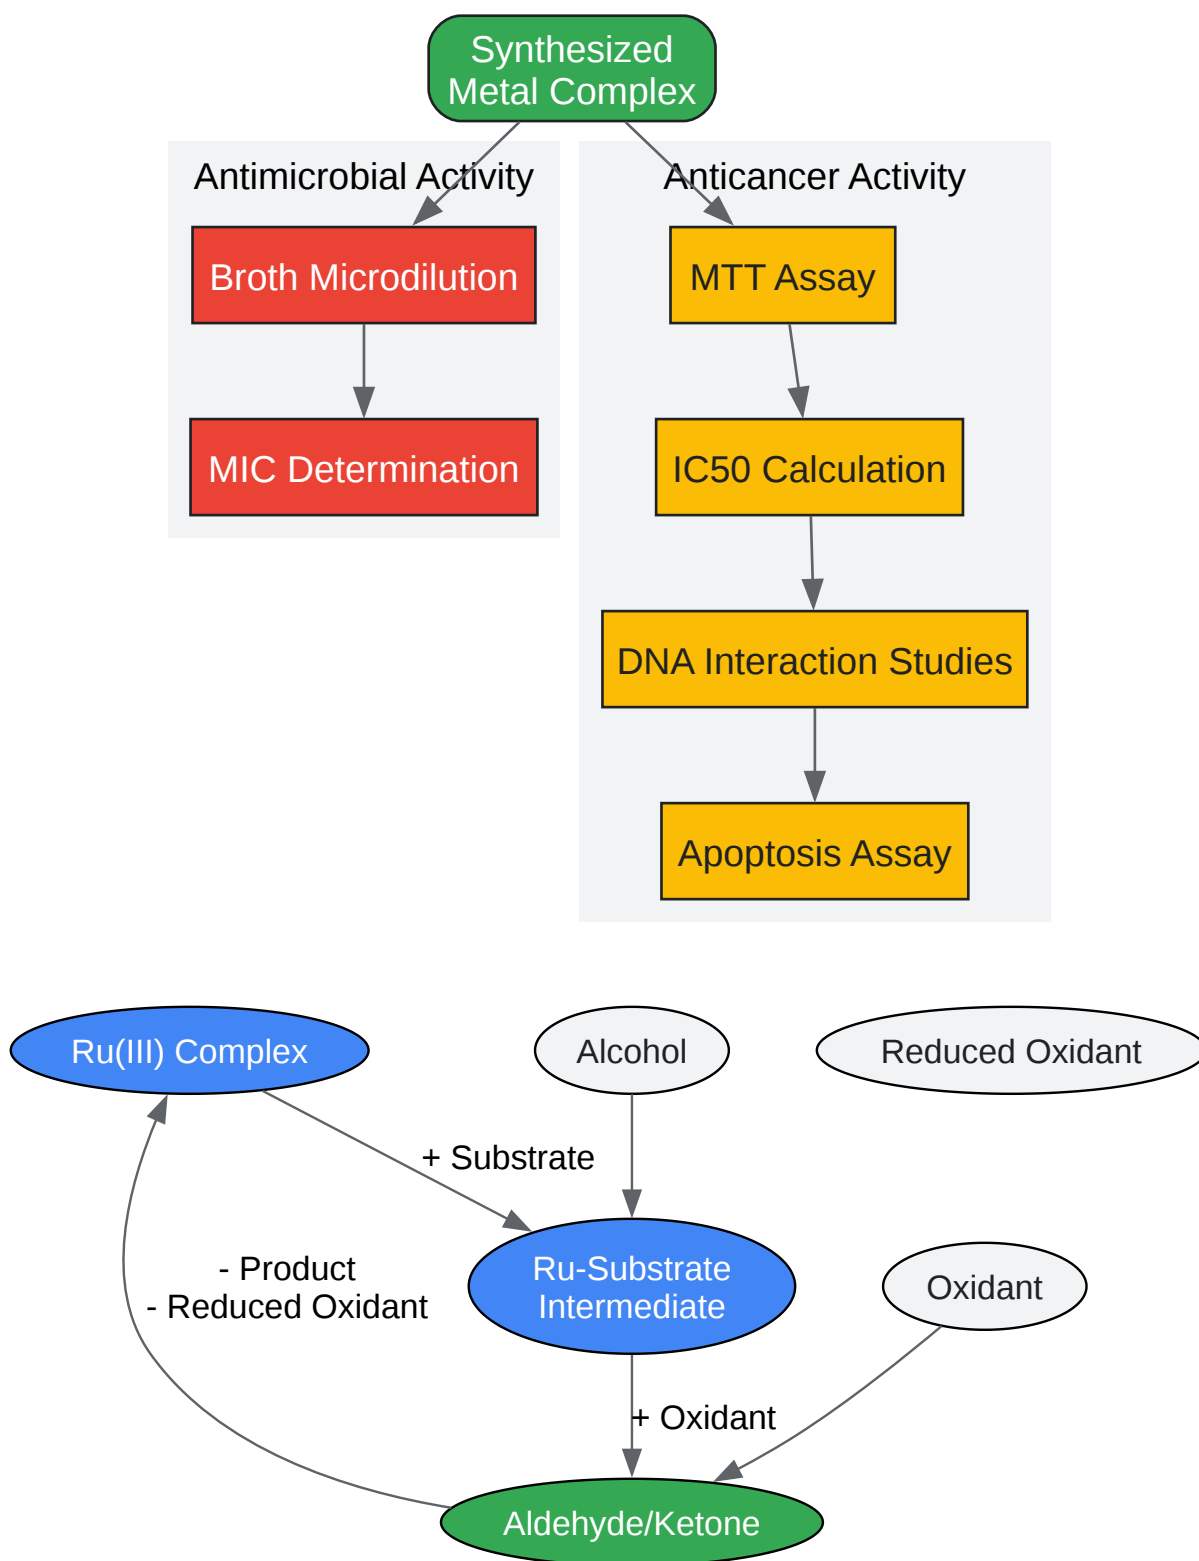 Synthesized
Metal Complex
Antimicrobial Activity
Anticancer Activity
Broth Microdilution
MTT Assay
MIC Determination
IC50 Calculation
DNA Interaction Studies
Apoptosis Assay
Ru(III) Complex
Alcohol
Reduced Oxidant
+ Substrate
- Product
- Reduced Oxidant
Ru-Substrate
Intermediate
Oxidant
+ Oxidant
Aldehyde/Ketone